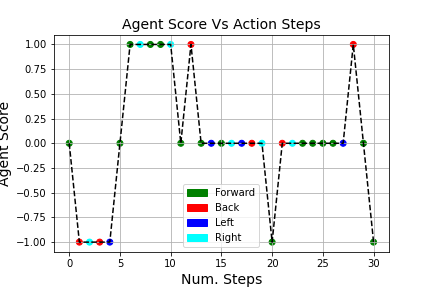 Agent Score Vs Action Steps
Agent Score
1.00
0.75
0.50
0.25
0.00
−0.25
−0.50
−0.75
−1.00
Forward
Back
Left
Right
0 5 10 15 20 25 30
Num. Steps